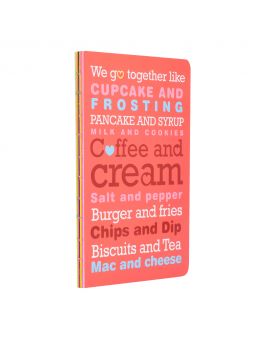 We go together like
CUPCAKE AND
FROSTING
PANCAKE AND SYRUP
MILK AND COOKIES
Coffee and
cream
Salt and pepper
Burger and fries
Chips and Dip
Biscuits and Tea
Mac and cheese